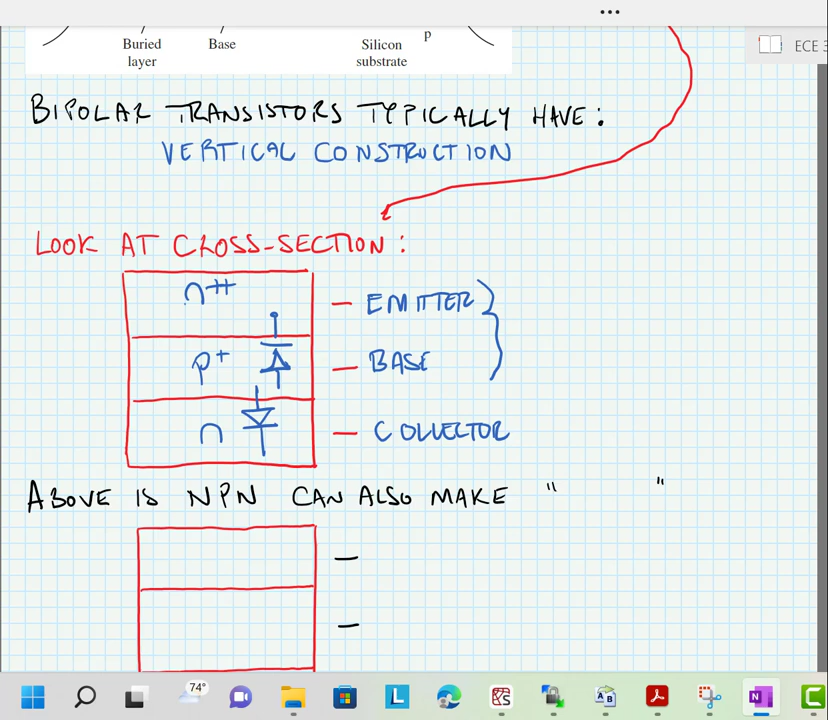 ...
ECE 3
p
Buried Base Silicon
layer substrate
BIPOLAR TRANSISTORS TYPICALLY HAVE:
VERTICAL CONSTRUCTION
LOOK AT CROSS-SECTION:
n++ — EMITTER
p+ — BASE
n — COLLECTOR
ABOVE IS NPN CAN ALSO MAKE " "
—
—
74°